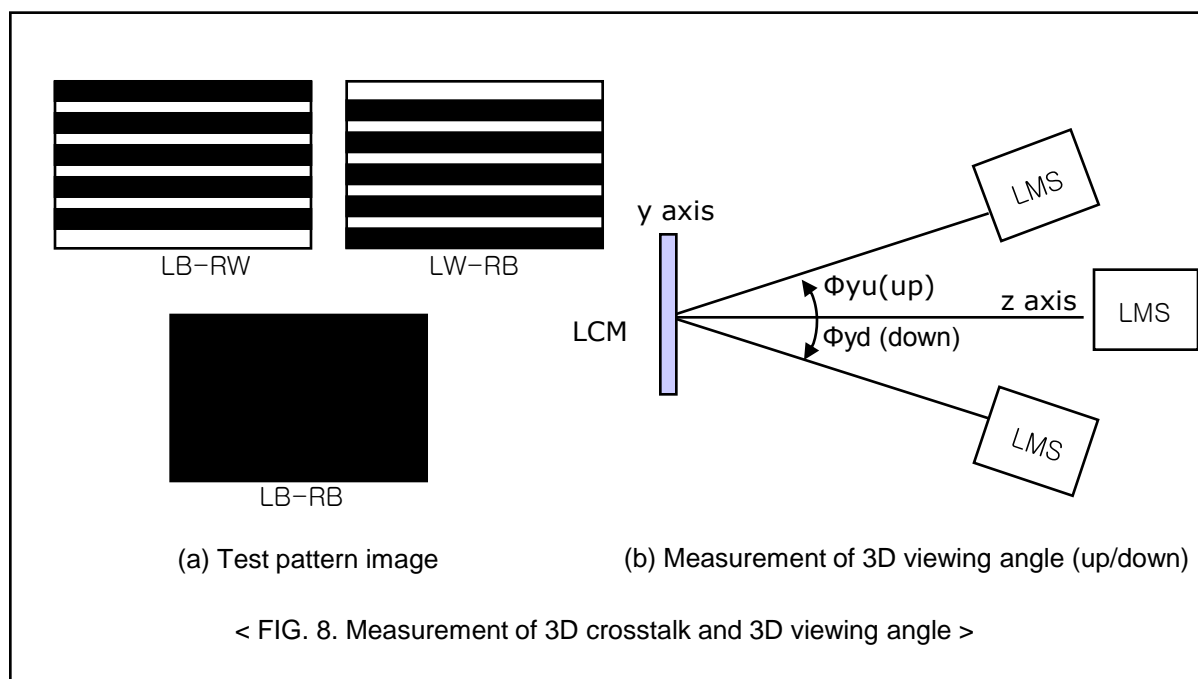 LB-RW
LW-RB
LB-RB
(a) Test pattern image
y axis
LCM
Φyu(up)
z axis
Φyd (down)
LMS
LMS
LMS
(b) Measurement of 3D viewing angle (up/down)
< FIG. 8. Measurement of 3D crosstalk and 3D viewing angle >